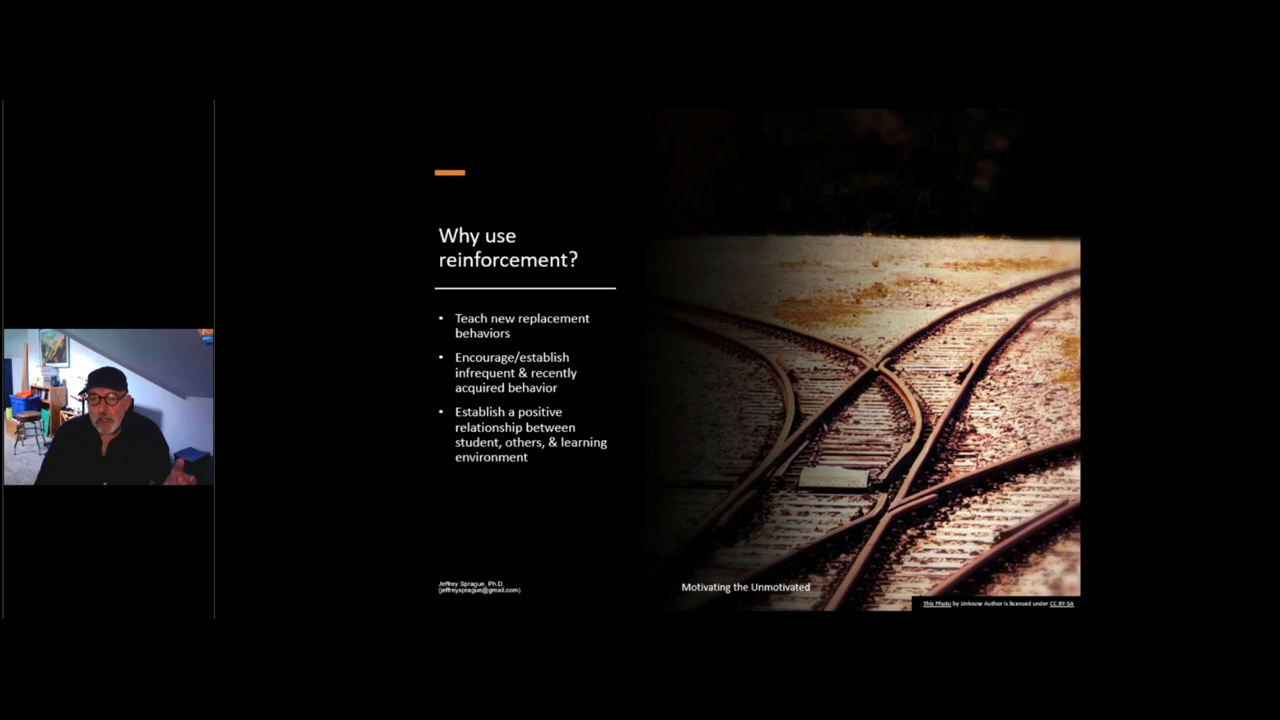 Why use
reinforcement?
• Teach new replacement
behaviors
• Encourage/establish
infrequent & recently
acquired behavior
• Establish a positive
relationship between
student, others, & learning
environment
Jeffrey Sprague, Ph.D.
(jeffreysprague@gmail.com)
Motivating the Unmotivated
This Photo by Unknow Author is licensed under CC BY-SA